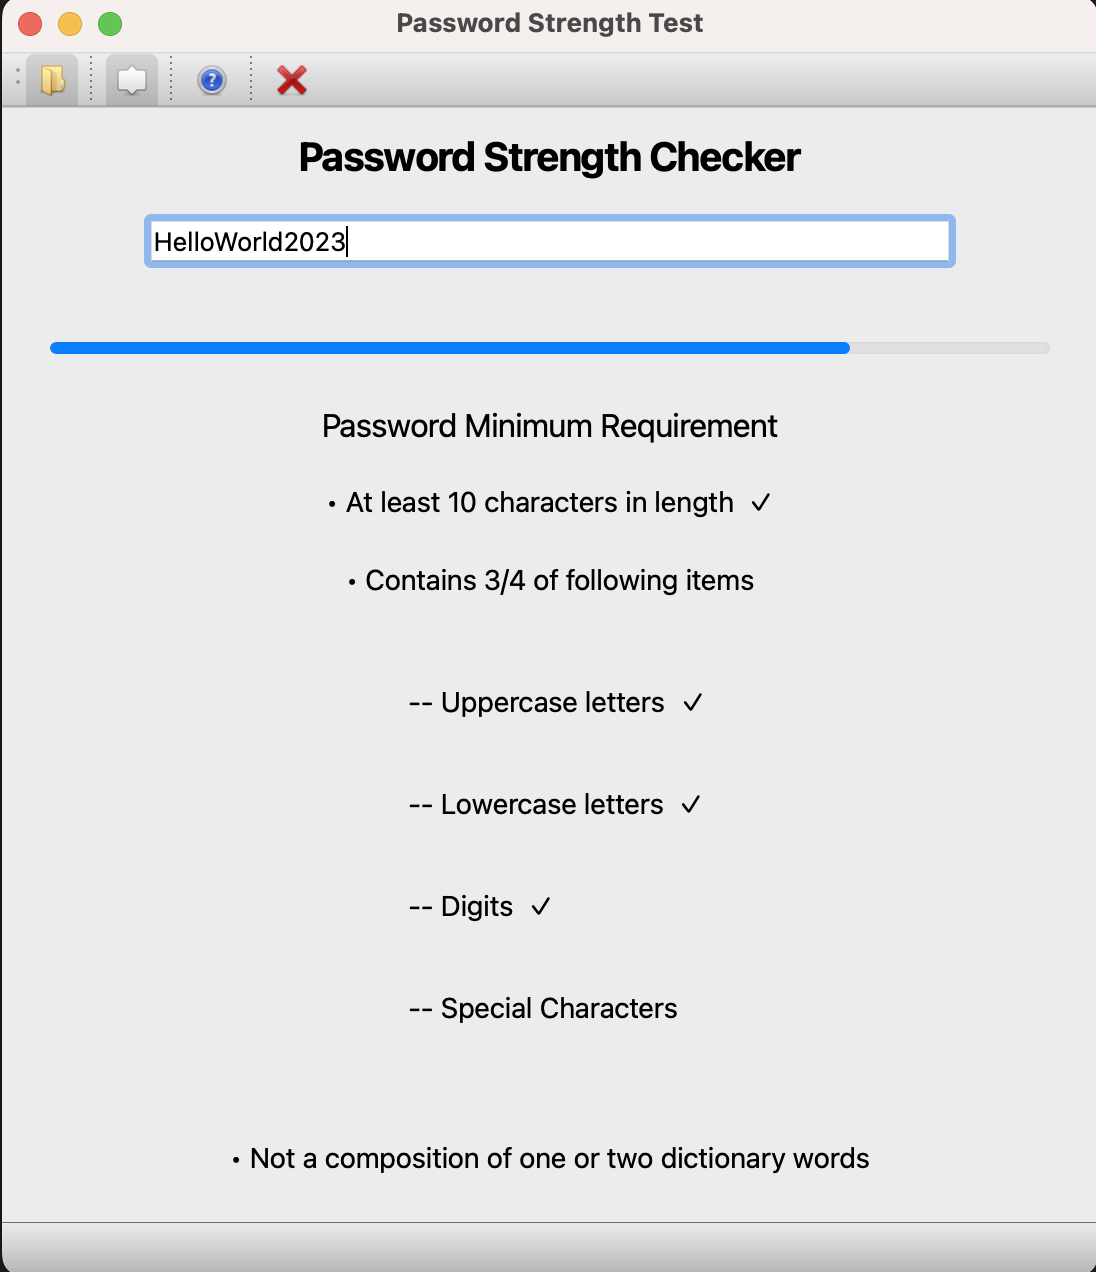 Password Strength Test
?
Password Strength Checker
HelloWorld2023
Password Minimum Requirement
• At least 10 characters in length ✓
• Contains 3/4 of following items
-- Uppercase letters ✓
-- Lowercase letters ✓
-- Digits ✓
-- Special Characters
• Not a composition of one or two dictionary words